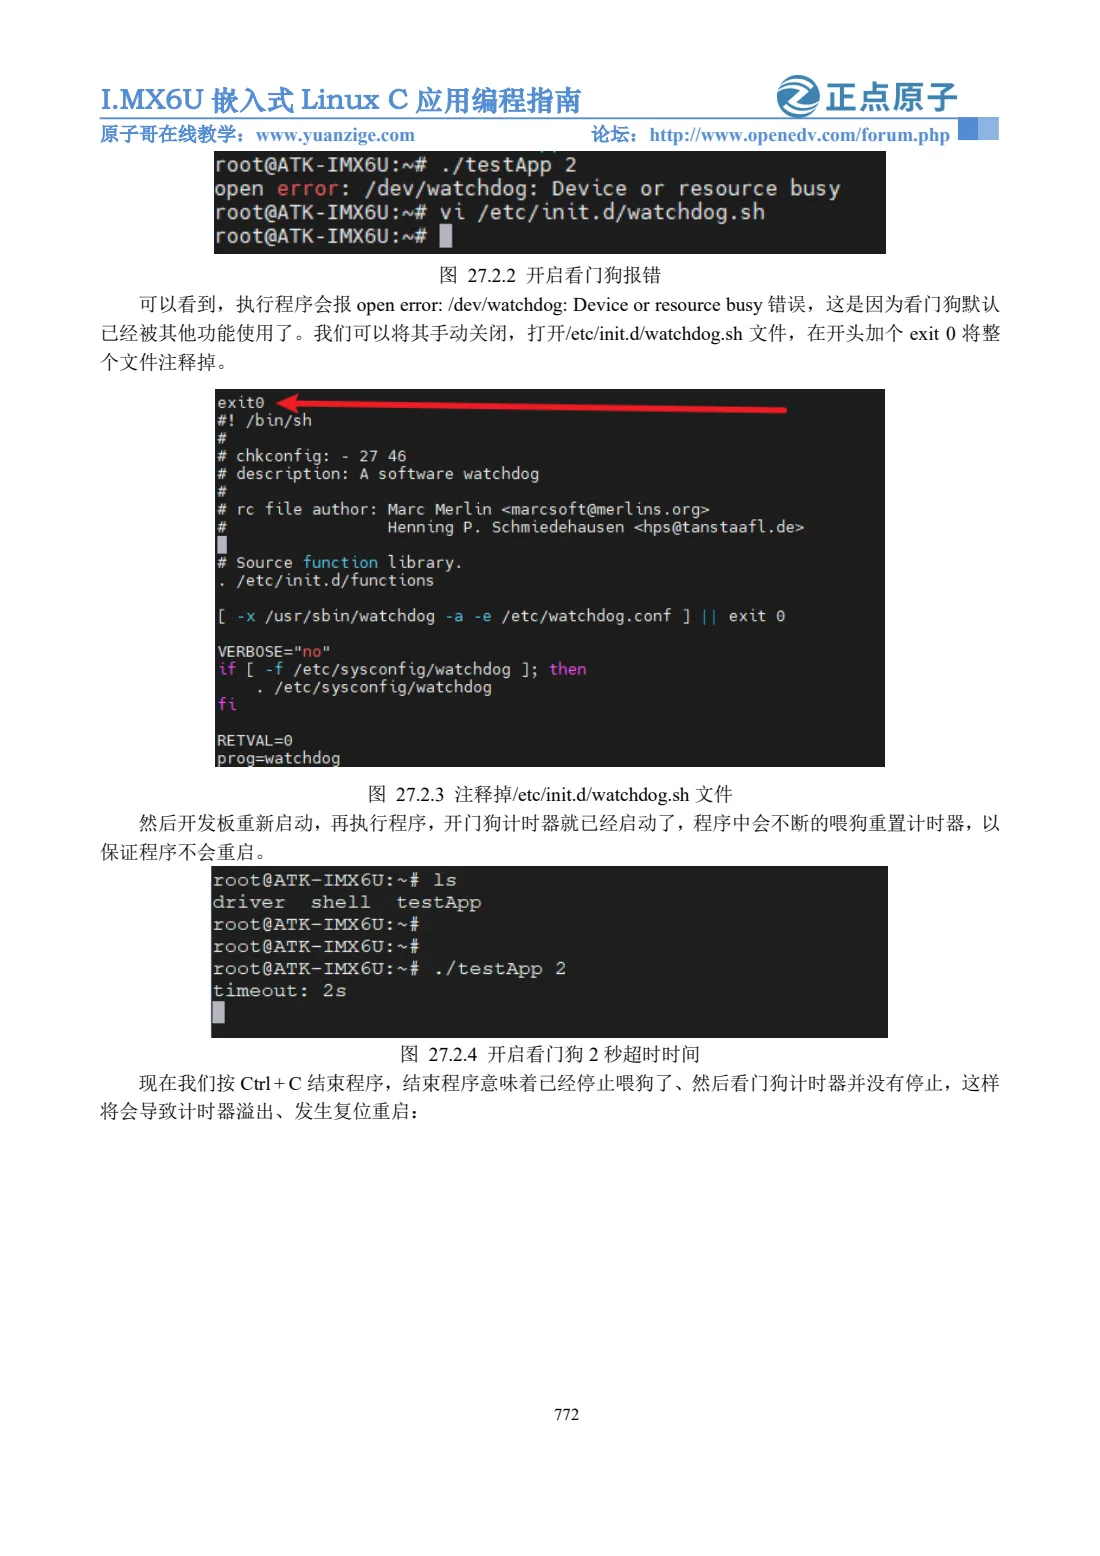 I.MX6U 嵌入式 Linux C 应用编程指南
正点原子
原子哥在线教学：www.yuanzige.com 论坛：http://www.openedv.com/forum.php
root@ATK-IMX6U:~# ./testApp 2
open error: /dev/watchdog: Device or resource busy
root@ATK-IMX6U:~# vi /etc/init.d/watchdog.sh
root@ATK-IMX6U:~#
图 27.2.2 开启看门狗报错
可以看到，执行程序会报 open error: /dev/watchdog: Device or resource busy 错误，这是因为看门狗默认
已经被其他功能使用了。我们可以将其手动关闭，打开/etc/init.d/watchdog.sh 文件，在开头加个 exit 0 将整
个文件注释掉。
exit0
#! /bin/sh
#
# chkconfig: - 27 46
# description: A software watchdog
#
# rc file author: Marc Merlin <marcsoft@merlins.org>
# Henning P. Schmiedehausen <hps@tanstaafl.de>
# Source function library.
. /etc/init.d/functions
[ -x /usr/sbin/watchdog -a -e /etc/watchdog.conf ] || exit 0
VERBOSE="no"
if [ -f /etc/sysconfig/watchdog ]; then
. /etc/sysconfig/watchdog
fi
RETVAL=0
prog=watchdog
图 27.2.3 注释掉/etc/init.d/watchdog.sh 文件
然后开发板重新启动，再执行程序，开门狗计时器就已经启动了，程序中会不断的喂狗重置计时器，以
保证程序不会重启。
root@ATK-IMX6U:~# ls
driver shell testApp
root@ATK-IMX6U:~#
root@ATK-IMX6U:~#
root@ATK-IMX6U:~# ./testApp 2
timeout: 2s
图 27.2.4 开启看门狗 2 秒超时时间
现在我们按 Ctrl + C 结束程序，结束程序意味着已经停止喂狗了、然后看门狗计时器并没有停止，这样
将会导致计时器溢出、发生复位重启：
772